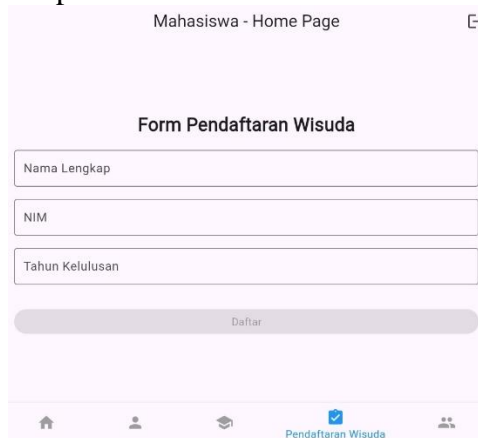 Mahasiswa - Home Page
Form Pendaftaran Wisuda
Nama Lengkap
NIM
Tahun Kelulusan
Daftar
Pendaftaran Wisuda